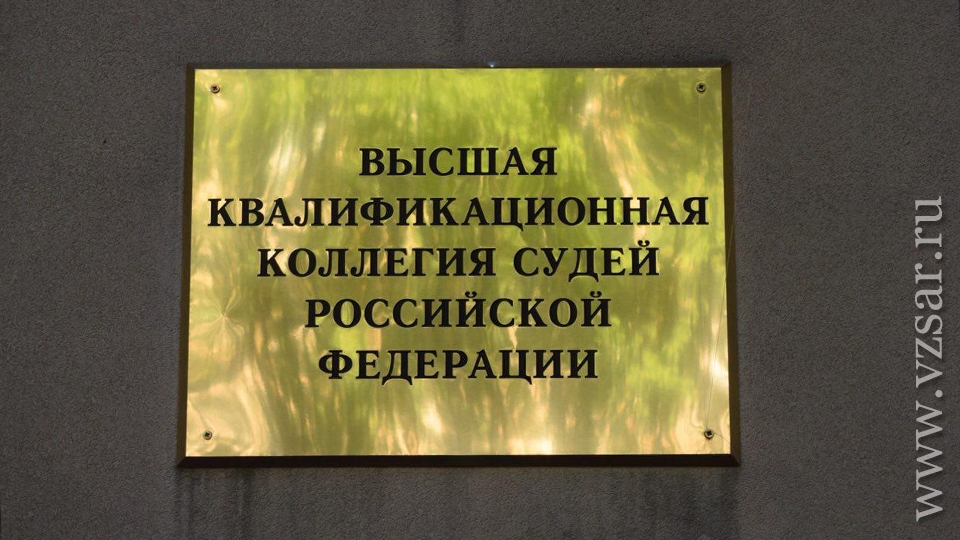 ВЫСШАЯ
КВАЛИФИКАЦИОННАЯ
КОЛЛЕГИЯ СУДЕЙ
РОССИЙСКОЙ
ФЕДЕРАЦИИ
www.vzsar.ru